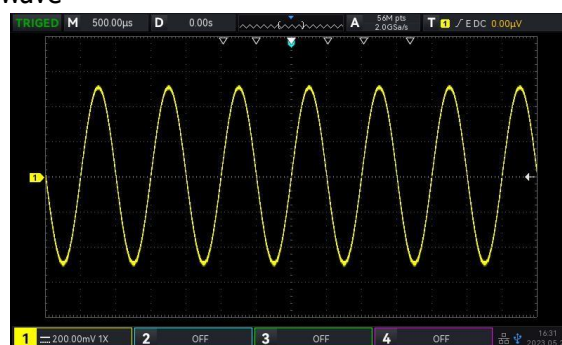 wave
TRIGED M 500.00μs D 0.00s A 56M pts 2.0GSa/s T 1 E DC 0.00μV
1
1 200.00mV 1X 2 OFF 3 OFF 4 OFF 16:31